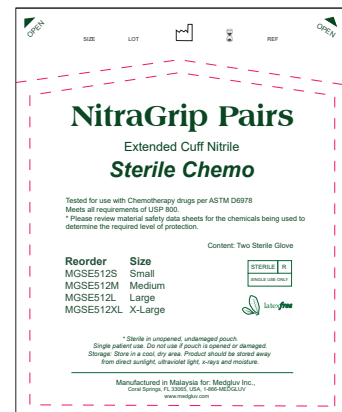 OPEN
OPEN
SIZE LOT REF
NitraGrip Pairs
Extended Cuff Nitrile
Sterile Chemo
Tested for use with Chemotherapy drugs per ASTM D6978
Meets all requirements of USP 800.
* Please review material safety data sheets for the chemicals being used to
determine the required level of protection.
Content: Two Sterile Glove
Reorder Size
MGSE512S Small
MGSE512M Medium
MGSE512L Large
MGSE512XL X-Large
STERILE R
SINGLE USE ONLY
latexfree
* Sterile in unopened, undamaged pouch.
Single patient use. Do not use if pouch is opened or damaged.
Storage: Store in a cool, dry area. Product should be stored away
from direct sunlight, ultraviolet light, x-rays and moisture.
Manufactured in Malaysia for: Medgluv Inc.,
Coral Springs, FL 33065, USA, 1-866-MEDGLUV
www.medgluv.com